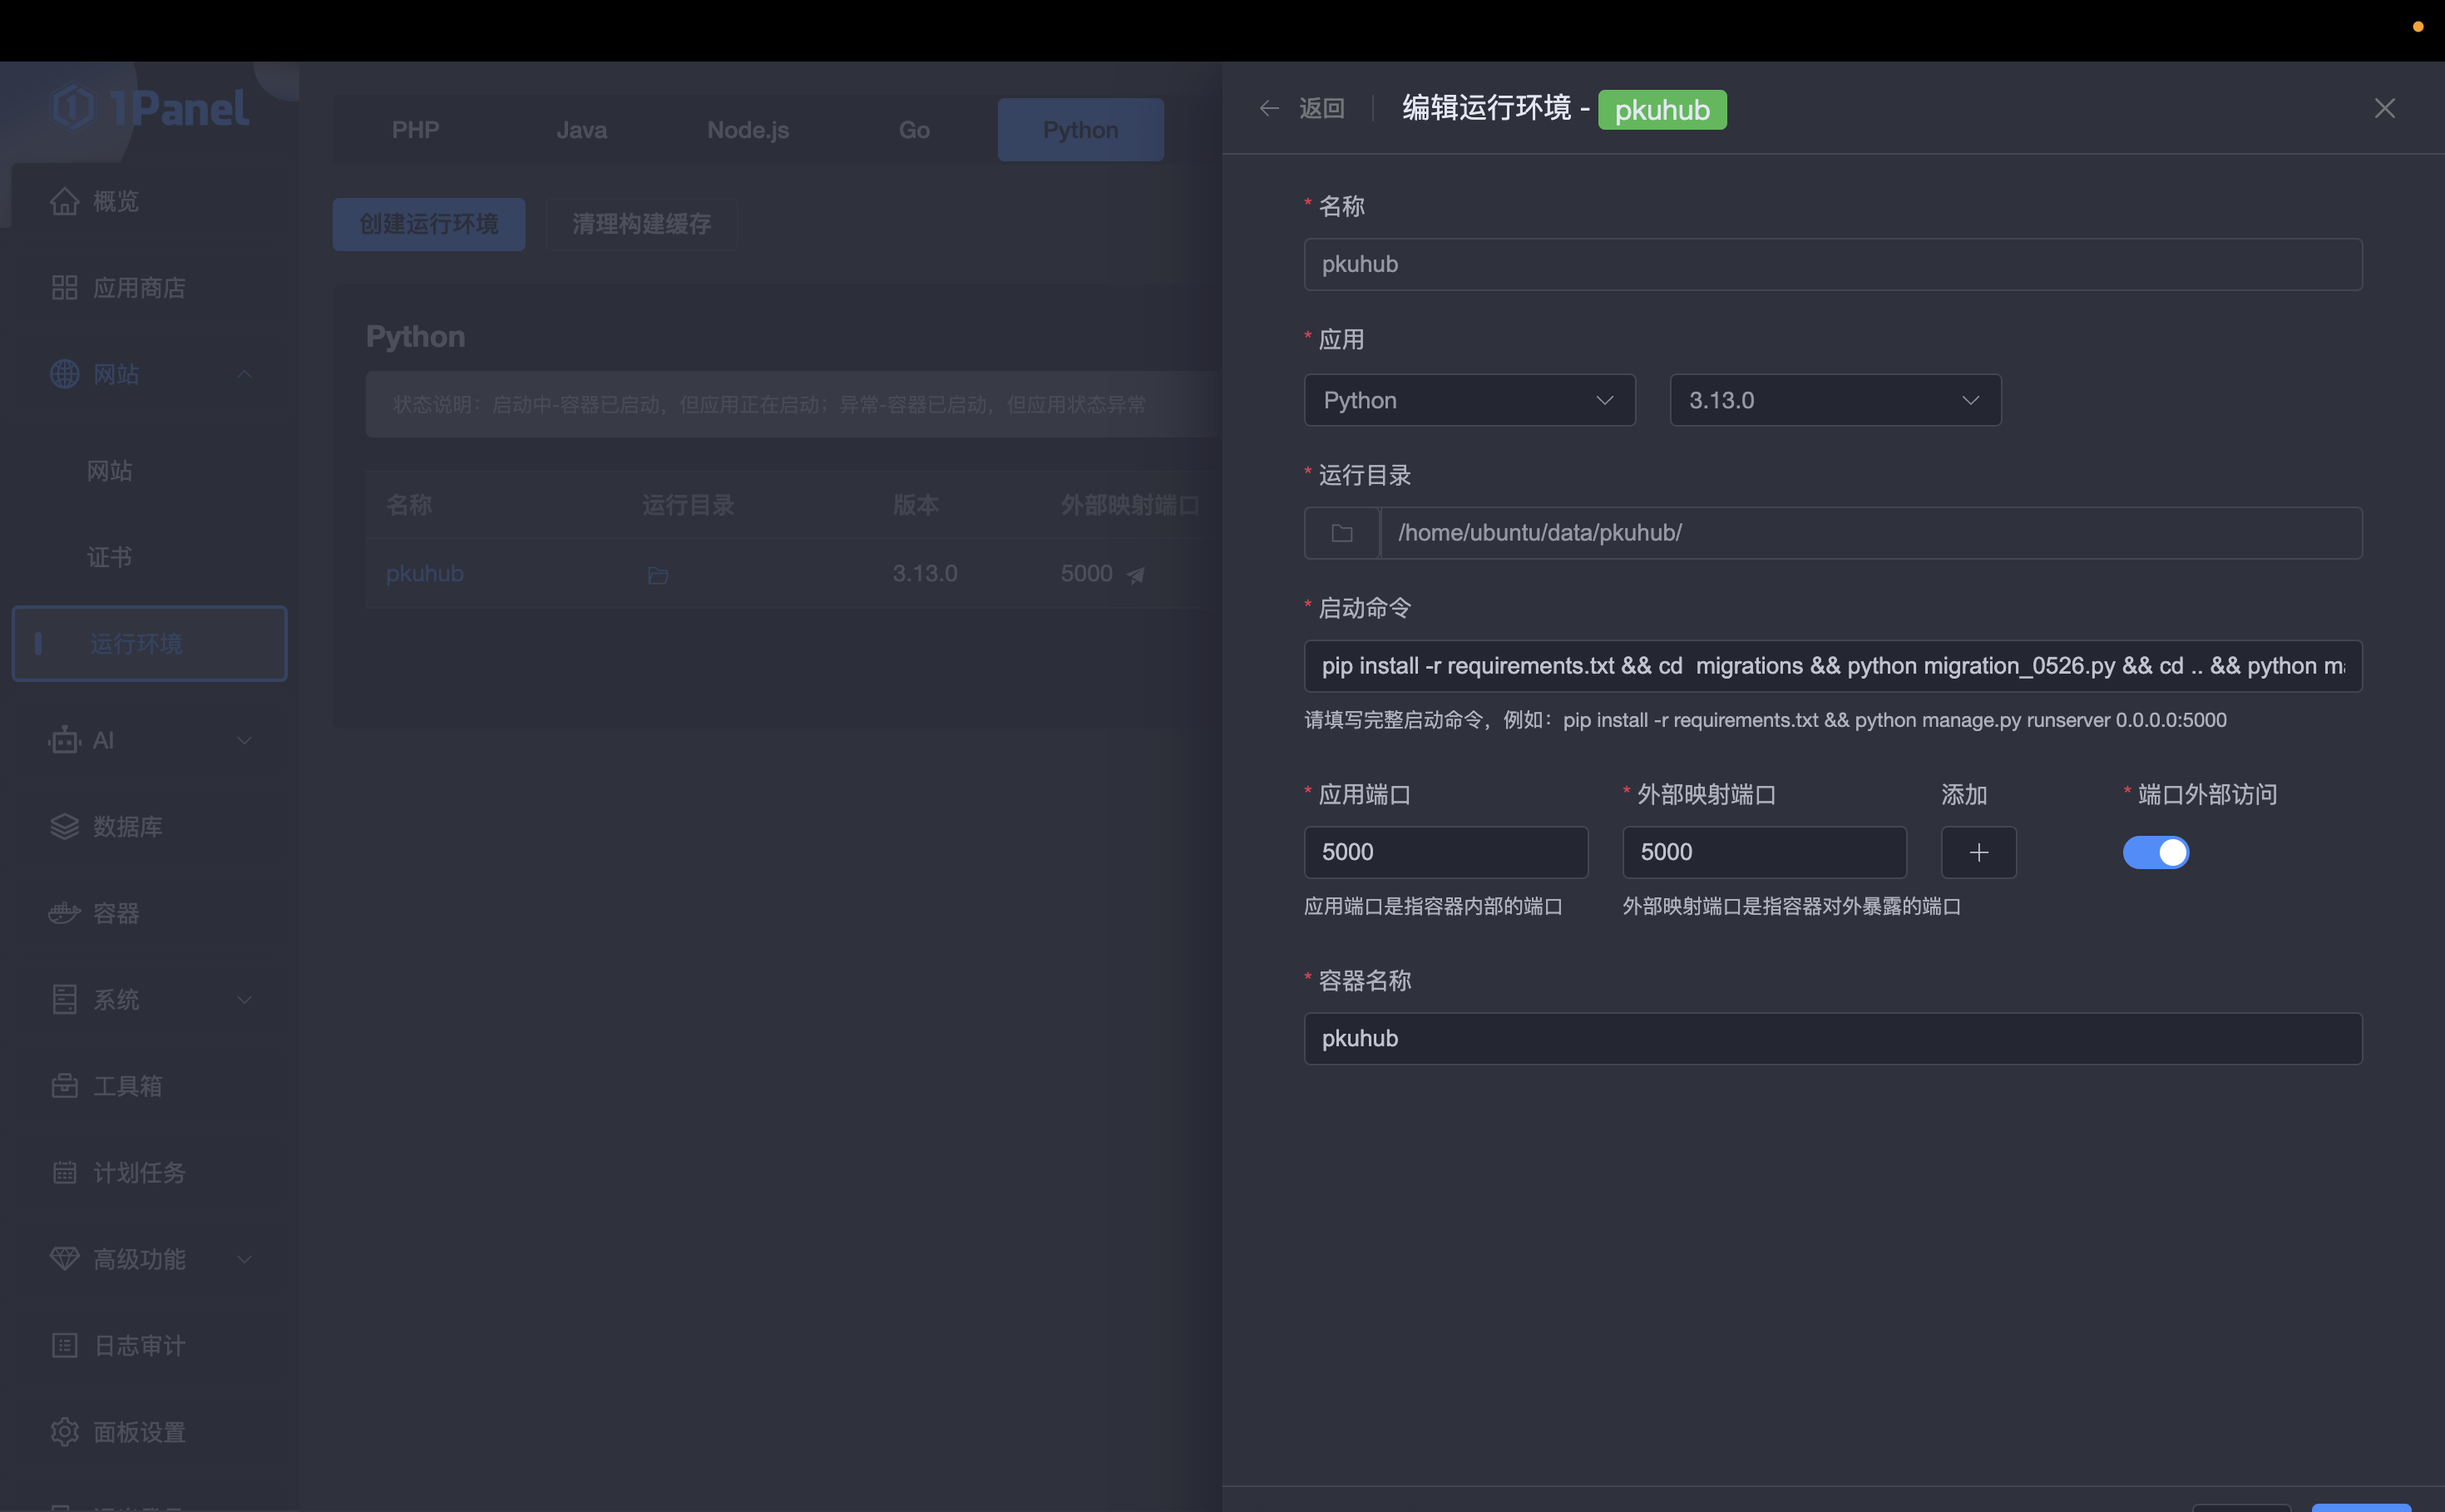 1Panel
概览
应用商店
网站
网站
证书
运行环境
AI
数据库
容器
系统
工具箱
计划任务
高级功能
日志审计
面板设置
PHP
Java
Node.js
Go
Python
创建运行环境
清理构建缓存
Python
状态说明：启动中-容器已启动，但应用正在启动；异常-容器已启动，但应用状态异常
名称 运行目录 版本 外部映射端口
pkuhub 3.13.0 5000
返回 编辑运行环境 - pkuhub
* 名称
pkuhub
* 应用
Python 3.13.0
* 运行目录
/home/ubuntu/data/pkuhub/
* 启动命令
pip install -r requirements.txt && cd  migrations && python migration_0526.py && cd .. && python
请填写完整启动命令，例如：pip install -r requirements.txt && python manage.py runserver 0.0.0.0:5000
* 应用端口 * 外部映射端口 添加 * 端口外部访问
5000 5000
应用端口是指容器内部的端口 外部映射端口是指容器对外暴露的端口
* 容器名称
pkuhub